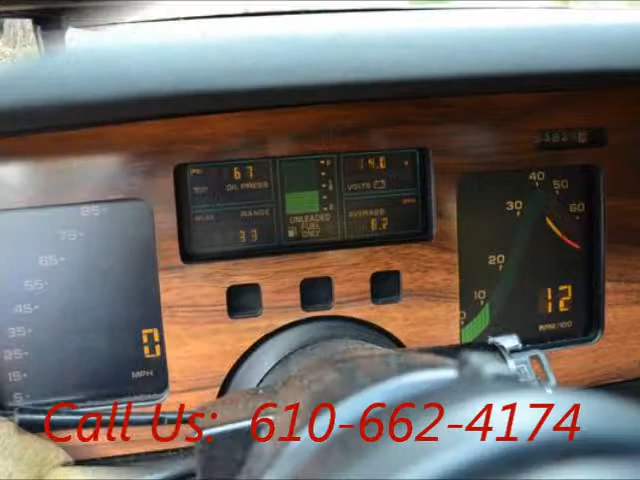 40
50
30
60
20
10
0
12
RPM/100
PSI 67
OIL PRESS
14.0
VOLTS
RANGE
33
UNLEADED
FUEL
ONLY
AVERAGE
8.2
85
75
65
55
45
35
25
15
5
0
MPH
Call Us: 610-662-4174